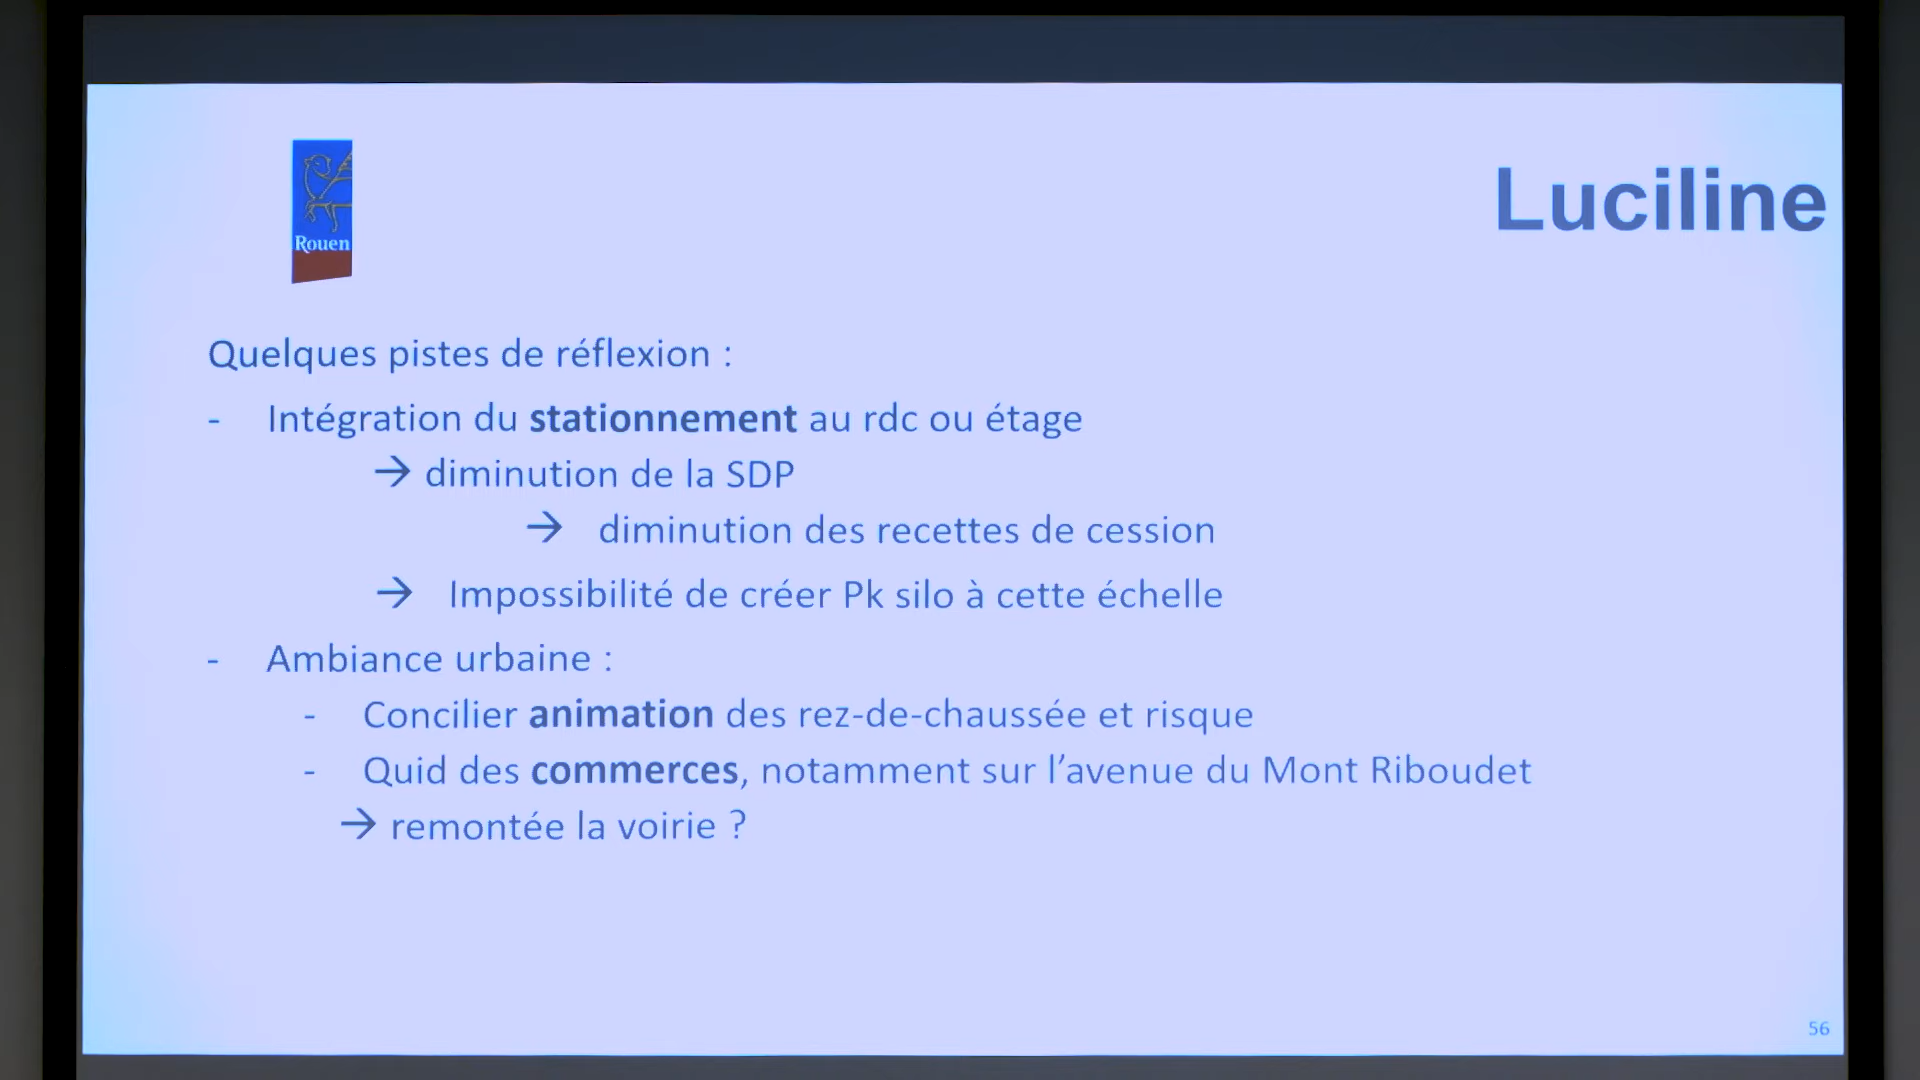 Rouen
Luciline
Quelques pistes de réflexion :
- Intégration du stationnement au rdc ou étage
→ diminution de la SDP
→ diminution des recettes de cession
→ Impossibilité de créer Pk silo à cette échelle
- Ambiance urbaine :
- Concilier animation des rez-de-chaussée et risque
- Quid des commerces, notamment sur l’avenue du Mont Riboudet
→ remontée la voirie ?
56